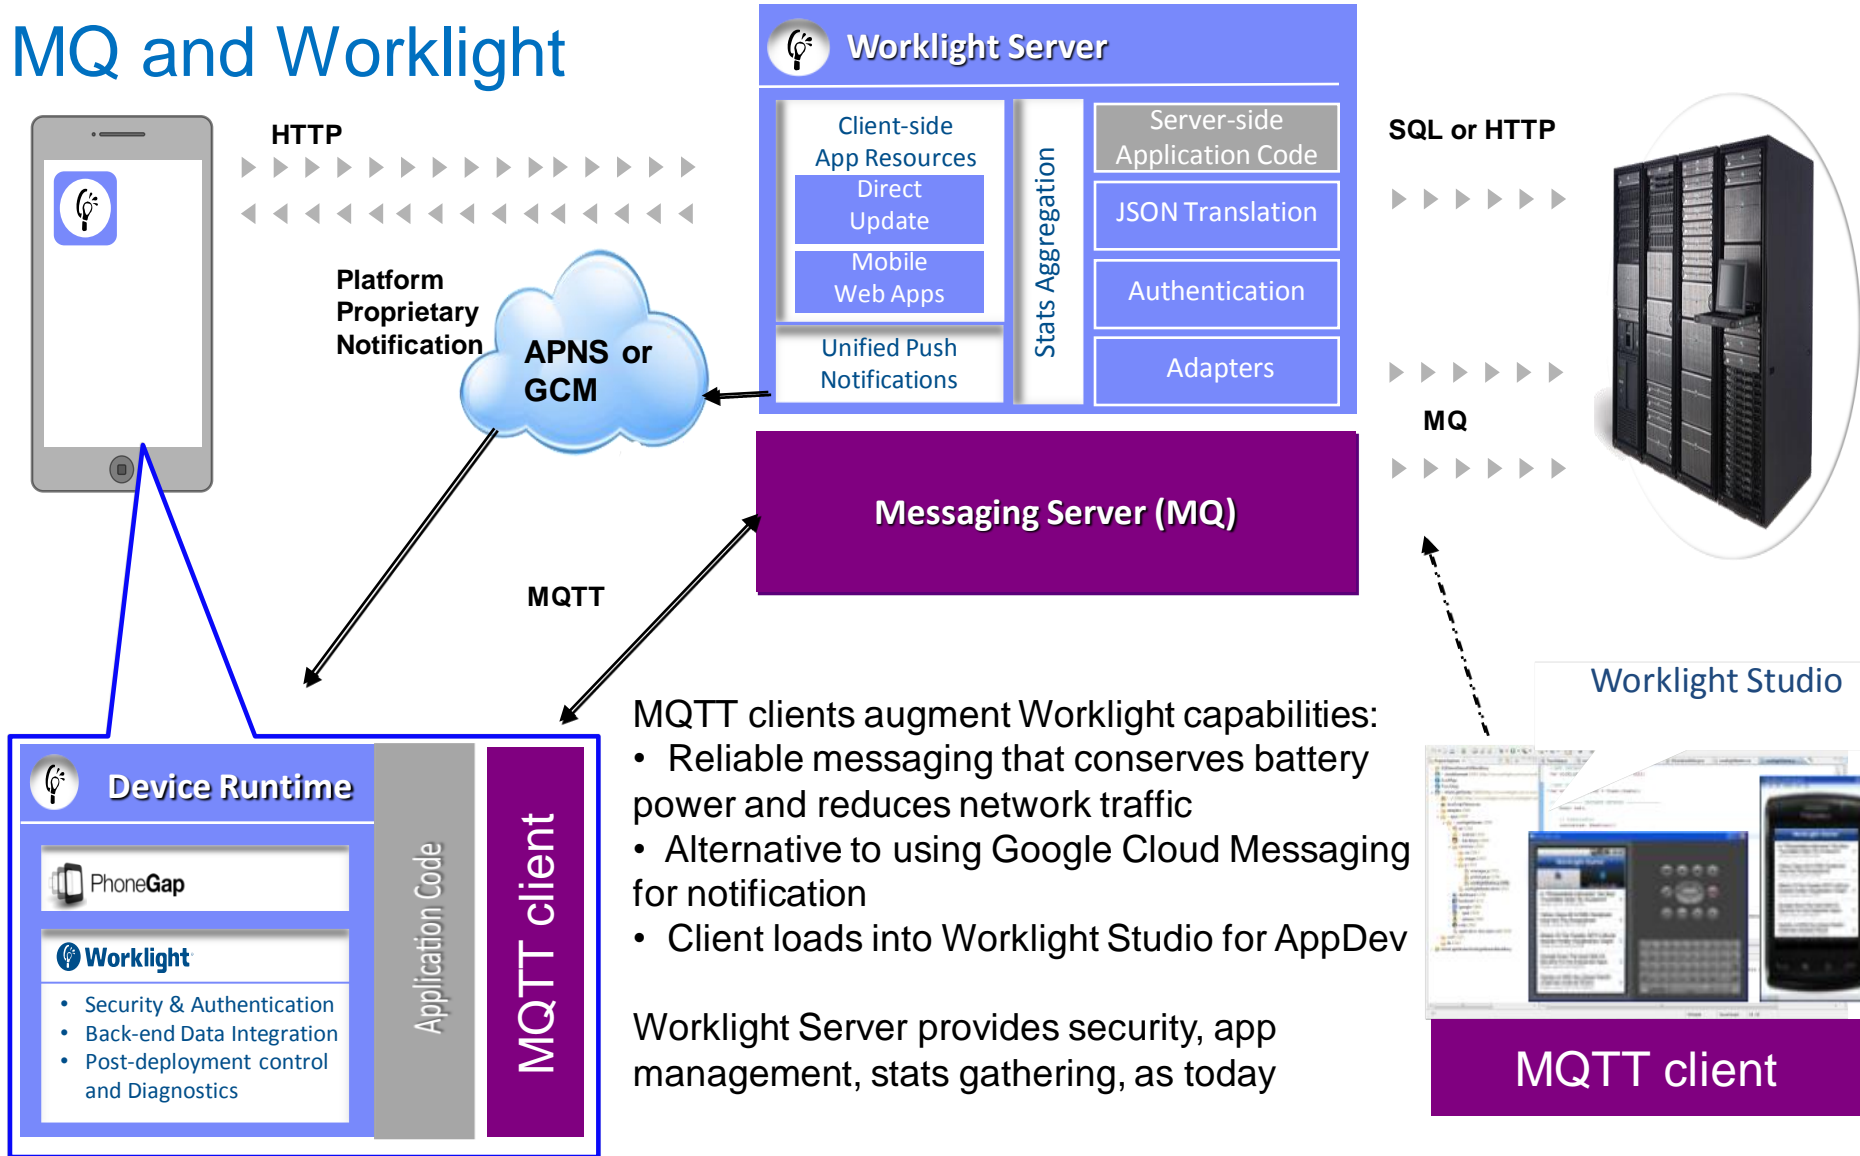 MQ and Worklight
HTTP
Platform
Proprietary
Notification
APNS or
GCM
Worklight Server
Client-side
App Resources
Direct
Update
Mobile
Web Apps
Unified Push
Notifications
Stats Aggregation
Server-side
Application Code
JSON Translation
Authentication
Adapters
SQL or HTTP
MQ
Messaging Server (MQ)
MQTT
Device Runtime
PhoneGap
Worklight
• Security & Authentication
• Back-end Data Integration
• Post-deployment control
and Diagnostics
Application Code
MQTT client
MQTT clients augment Worklight capabilities:
• Reliable messaging that conserves battery
power and reduces network traffic
• Alternative to using Google Cloud Messaging
for notification
• Client loads into Worklight Studio for AppDev
Worklight Server provides security, app
management, stats gathering, as today
Worklight Studio
MQTT client